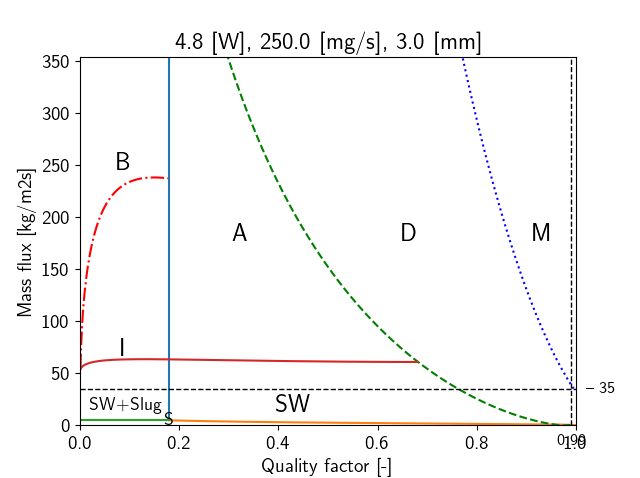 4.8 [W], 250.0 [mg/s], 3.0 [mm]
350
300
250
200
150
100
50
0
Mass flux [kg/m2s]
B
A
D
M
I
35
SW+Slug
SW
S
0.0
0.2
0.4
0.6
0.8
1.0
0.99
Quality factor [-]